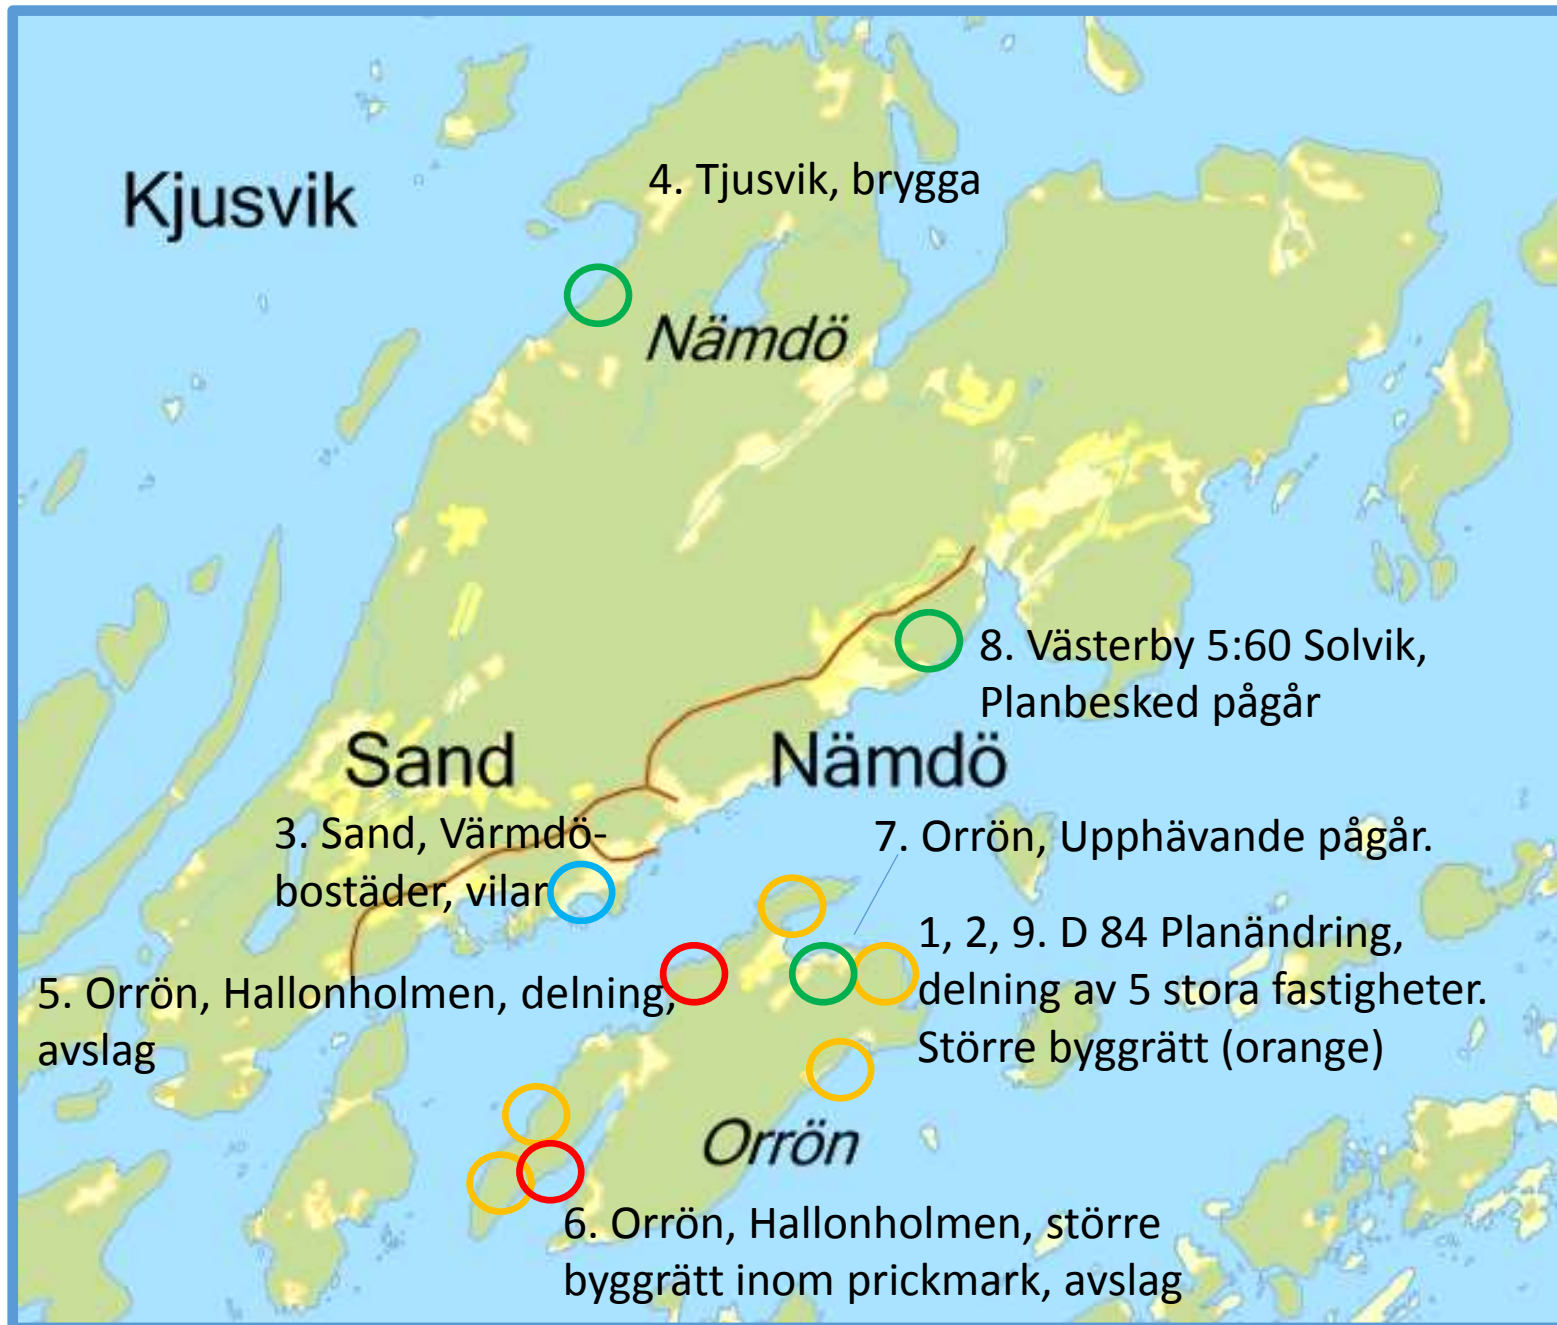 4. Tjusvik, brygga
Kjusvik
Nämdö
8. Västerby 5:60 Solvik,
Planbesked pågår
Sand
Nämdö
3. Sand, Värmdö-
bostäder, vilar
7. Orrön, Upphävande pågår.
1, 2, 9. D 84 Planändring,
delning av 5 stora fastigheter.
Större byggrätt (orange)
5. Orrön, Hallonholmen, delning,
avslag
Orrön
6. Orrön, Hallonholmen, större
byggrätt inom prickmark, avslag